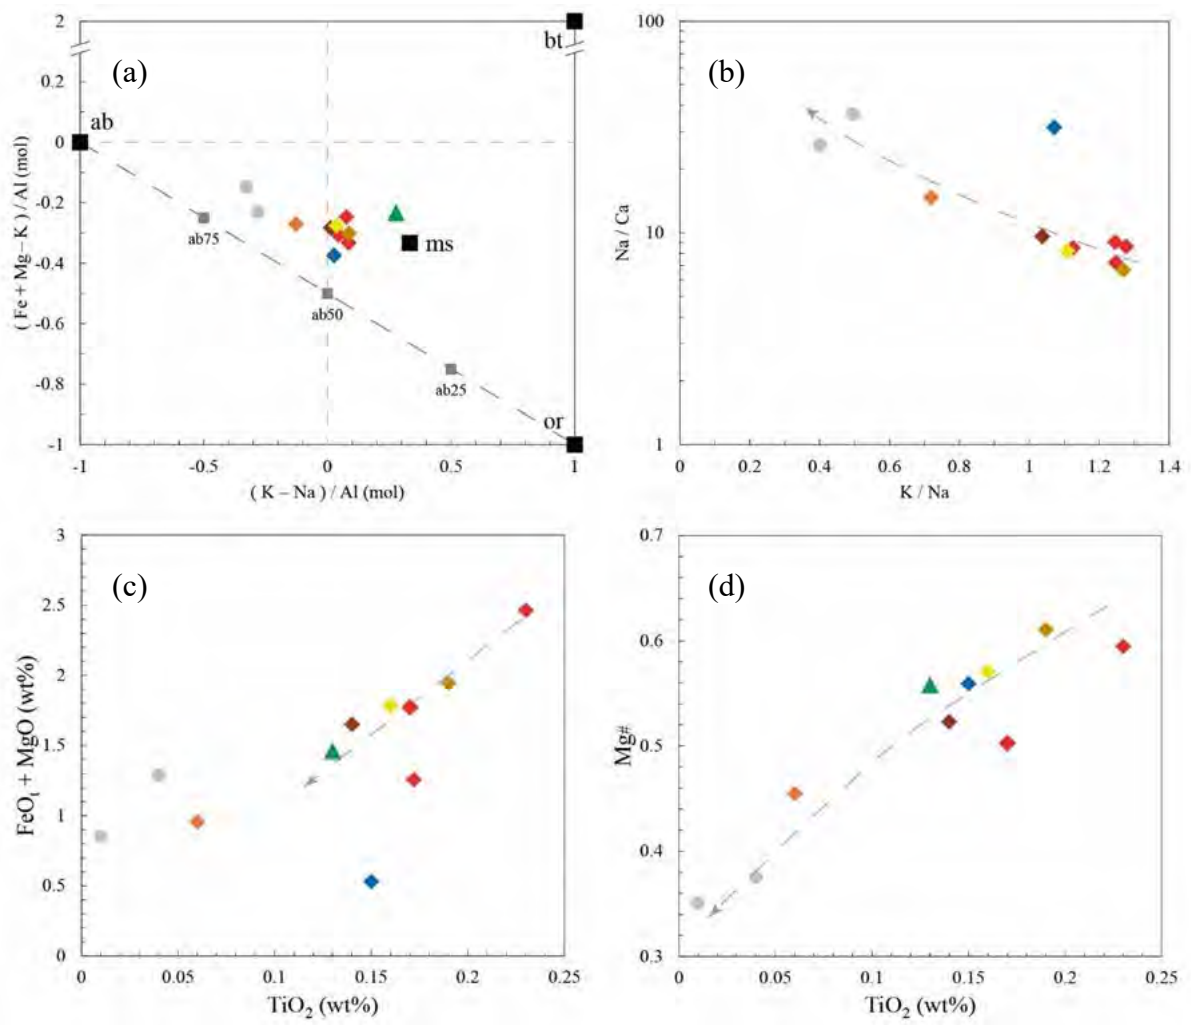 2
bt
(a)
0.2
ab
0
-0.2
ab75
ms
-0.4
ab50
-0.6
ab25
-0.8
or
-1
-1 -0.5 0 0.5 1
( K – Na ) / Al (mol)
( Fe + Mg – K ) / Al (mol)
100
(b)
10
1
0 0.2 0.4 0.6 0.8 1 1.2 1.4
K / Na
Na / Ca
3
(c)
2.5
2
1.5
1
0.5
0
0 0.05 0.1 0.15 0.2 0.25
TiO2 (wt%)
FeOt + MgO (wt%)
0.7
(d)
0.6
0.5
0.4
0.3
0 0.05 0.1 0.15 0.2 0.25
TiO2 (wt%)
Mg#